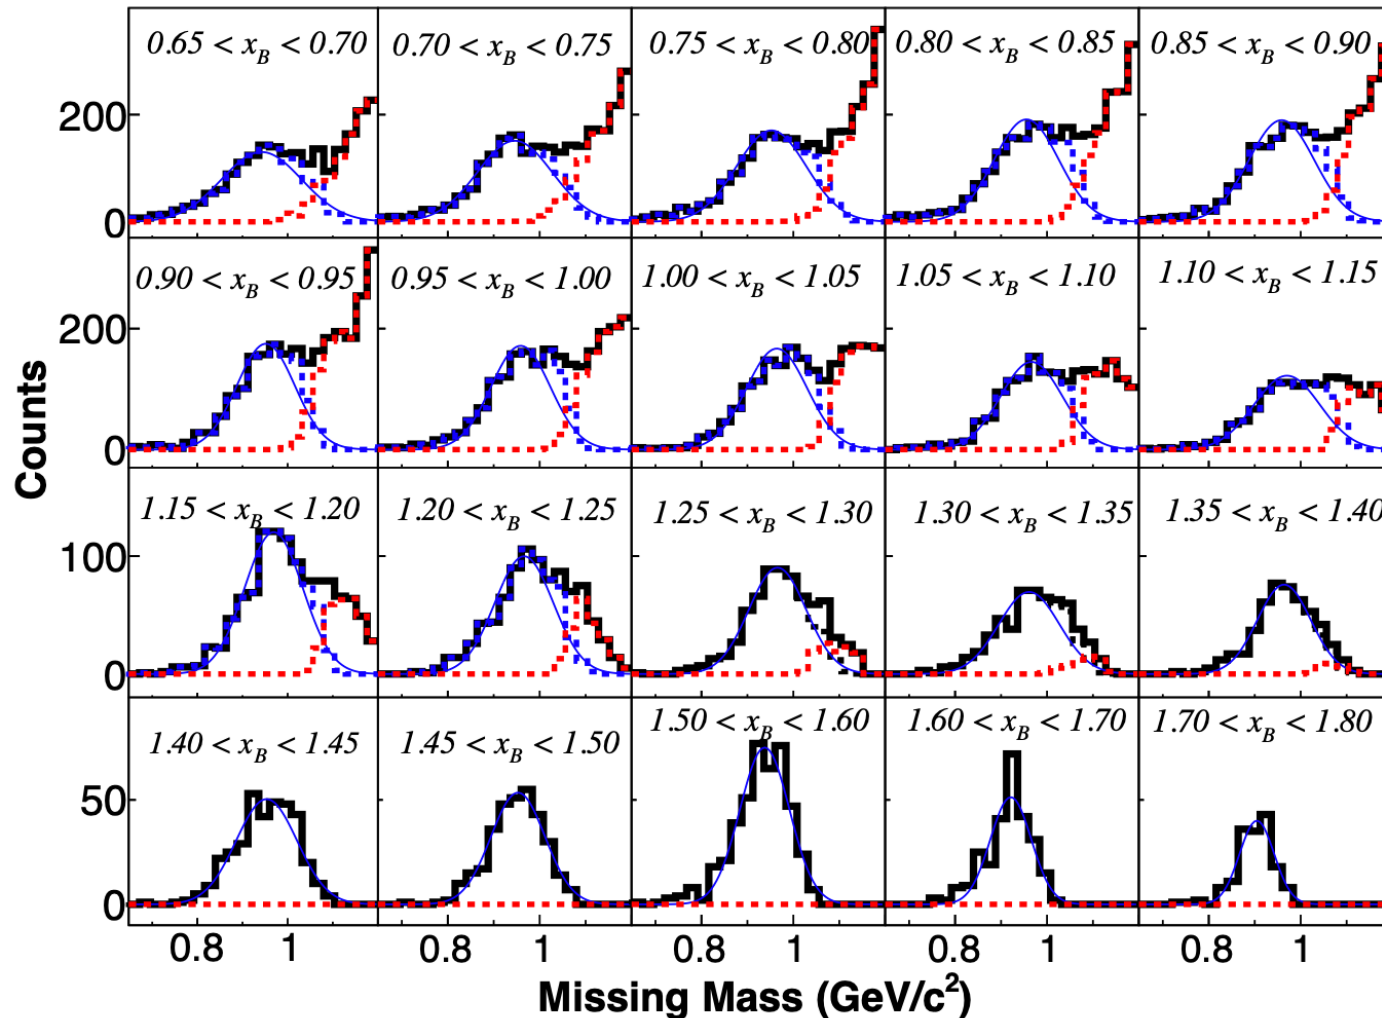 0.65 < x_B < 0.70
0.70 < x_B < 0.75
0.75 < x_B < 0.80
0.80 < x_B < 0.85
0.85 < x_B < 0.90
200
0
0.90 < x_B < 0.95
0.95 < x_B < 1.00
1.00 < x_B < 1.05
1.05 < x_B < 1.10
1.10 < x_B < 1.15
200
0
Counts
1.15 < x_B < 1.20
1.20 < x_B < 1.25
1.25 < x_B < 1.30
1.30 < x_B < 1.35
1.35 < x_B < 1.40
100
0
1.40 < x_B < 1.45
1.45 < x_B < 1.50
1.50 < x_B < 1.60
1.60 < x_B < 1.70
1.70 < x_B < 1.80
50
0
0.8 1 0.8 1 0.8 1 0.8 1 0.8 1
Missing Mass (GeV/c²)